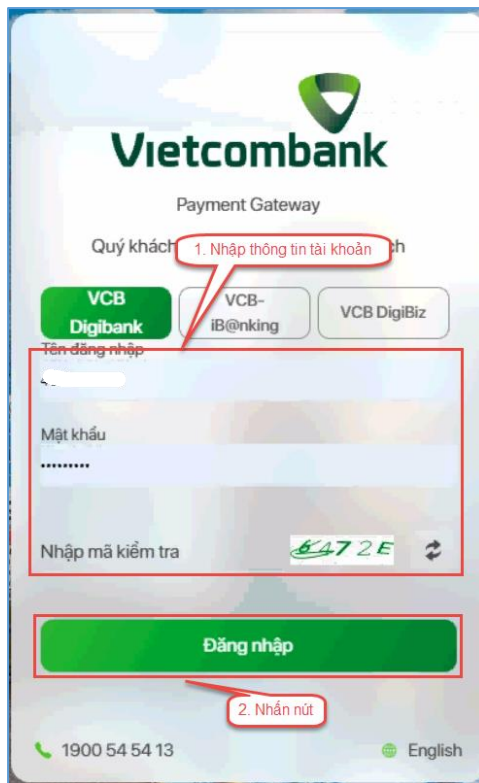 Vietcombank
Payment Gateway
Quý khách ch
1. Nhập thông tin tài khoản
VCB Digibank
VCB-iB@nking
VCB DigiBiz
Tên đăng nhập
Mật khẩu
•••••••••
Nhập mã kiểm tra
6472E
Đăng nhập
2. Nhấn nút
1900 54 54 13
English